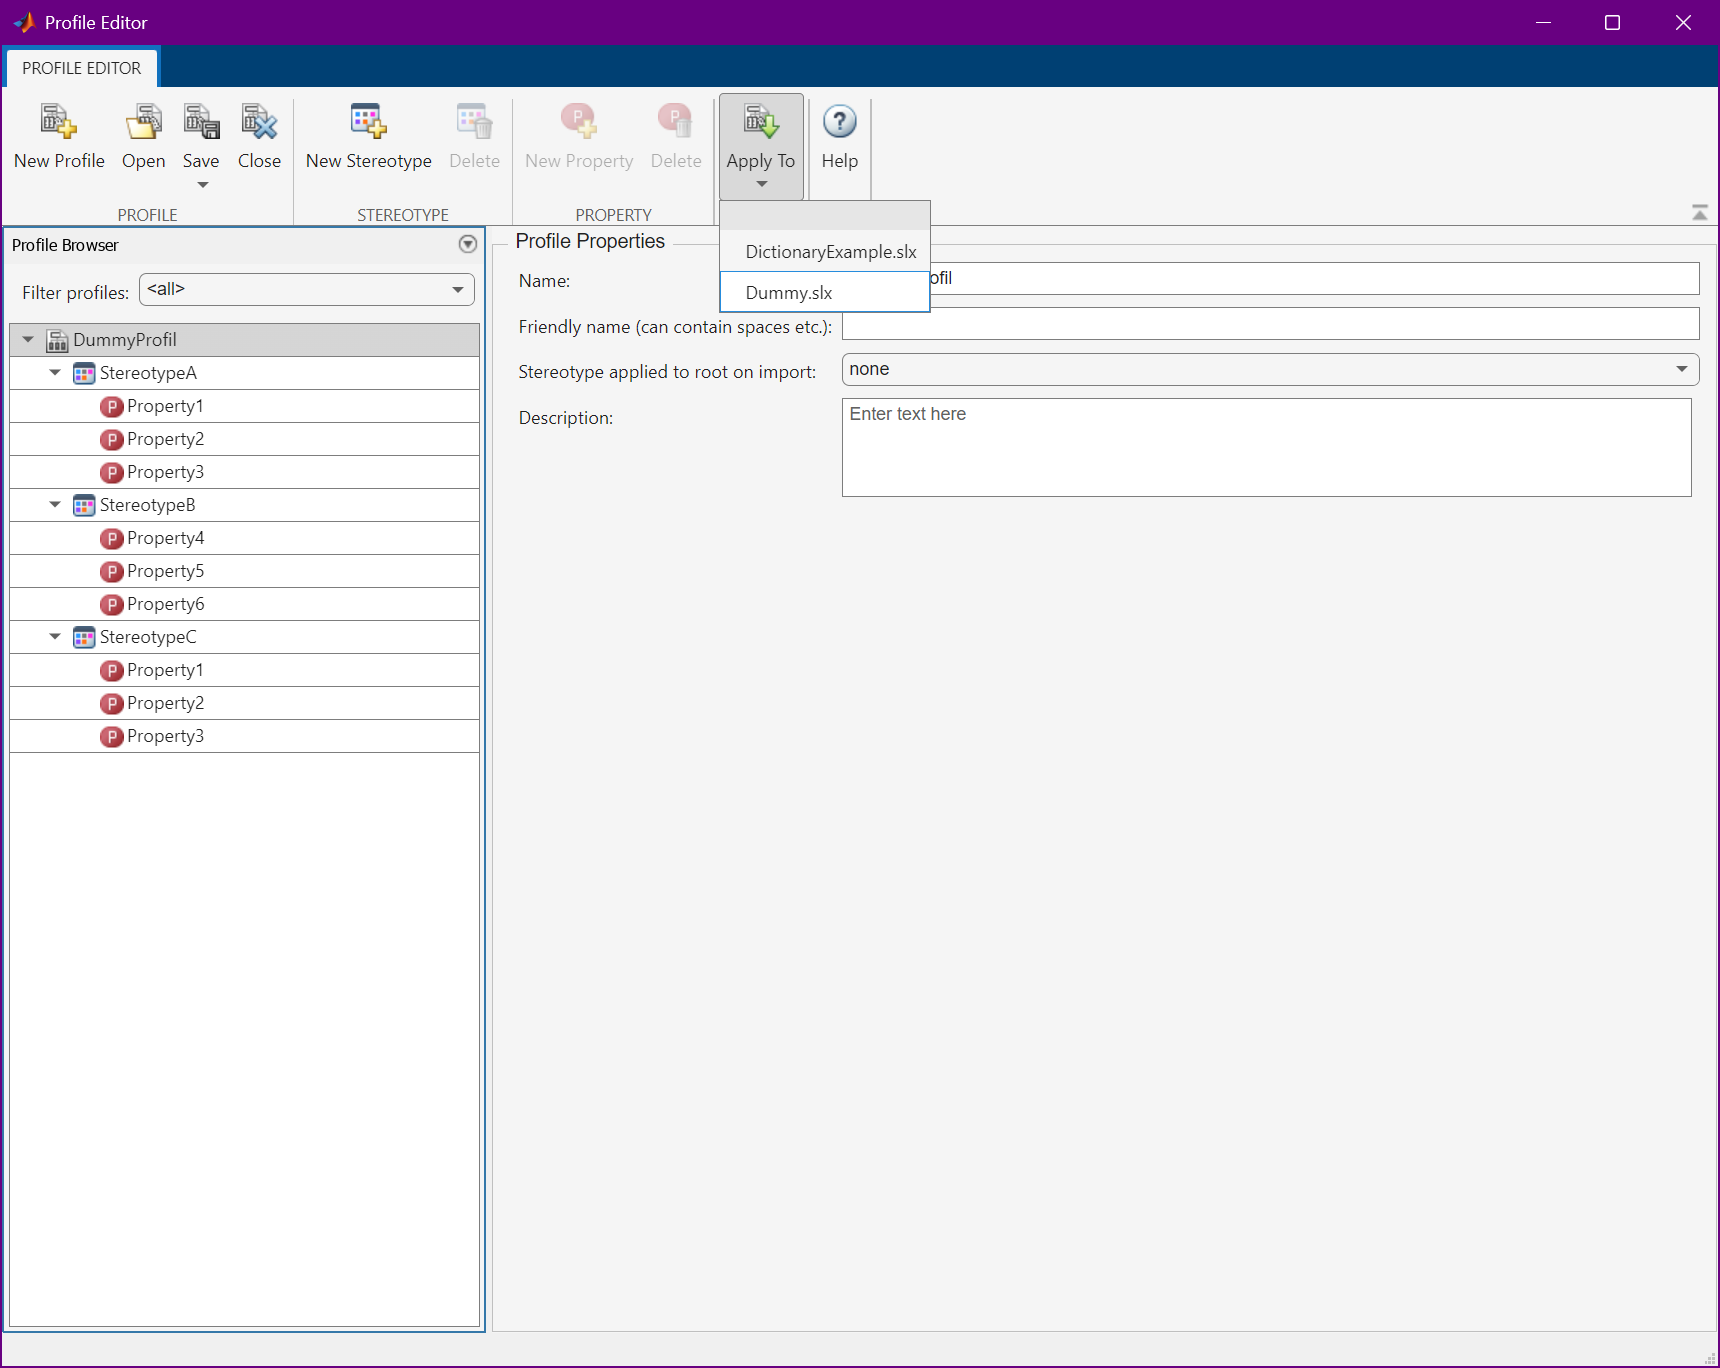 Profile Editor
PROFILE EDITOR
New Profile Open Save Close New Stereotype Delete New Property Delete Apply To Help
PROFILE STEREOTYPE PROPERTY
DictionaryExample.slx
Dummy.slx
Profile Browser
Filter profiles: <all>
DummyProfil
StereotypeA
Property1
Property2
Property3
StereotypeB
Property4
Property5
Property6
StereotypeC
Property1
Property2
Property3
Profile Properties
Name: ofil
Friendly name (can contain spaces etc.):
Stereotype applied to root on import: none
Description: Enter text here